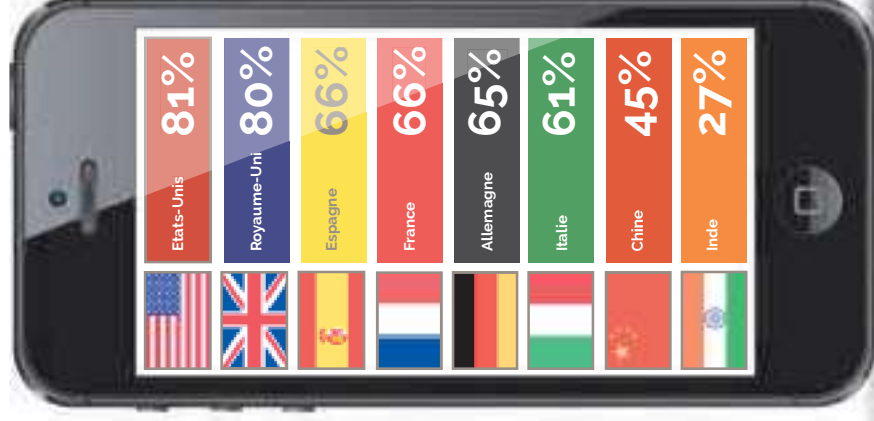 Etats-Unis 81%
Royaume-Uni 80%
Espagne 66%
France 66%
Allemagne 65%
Italie 61%
Chine 45%
Inde 27%